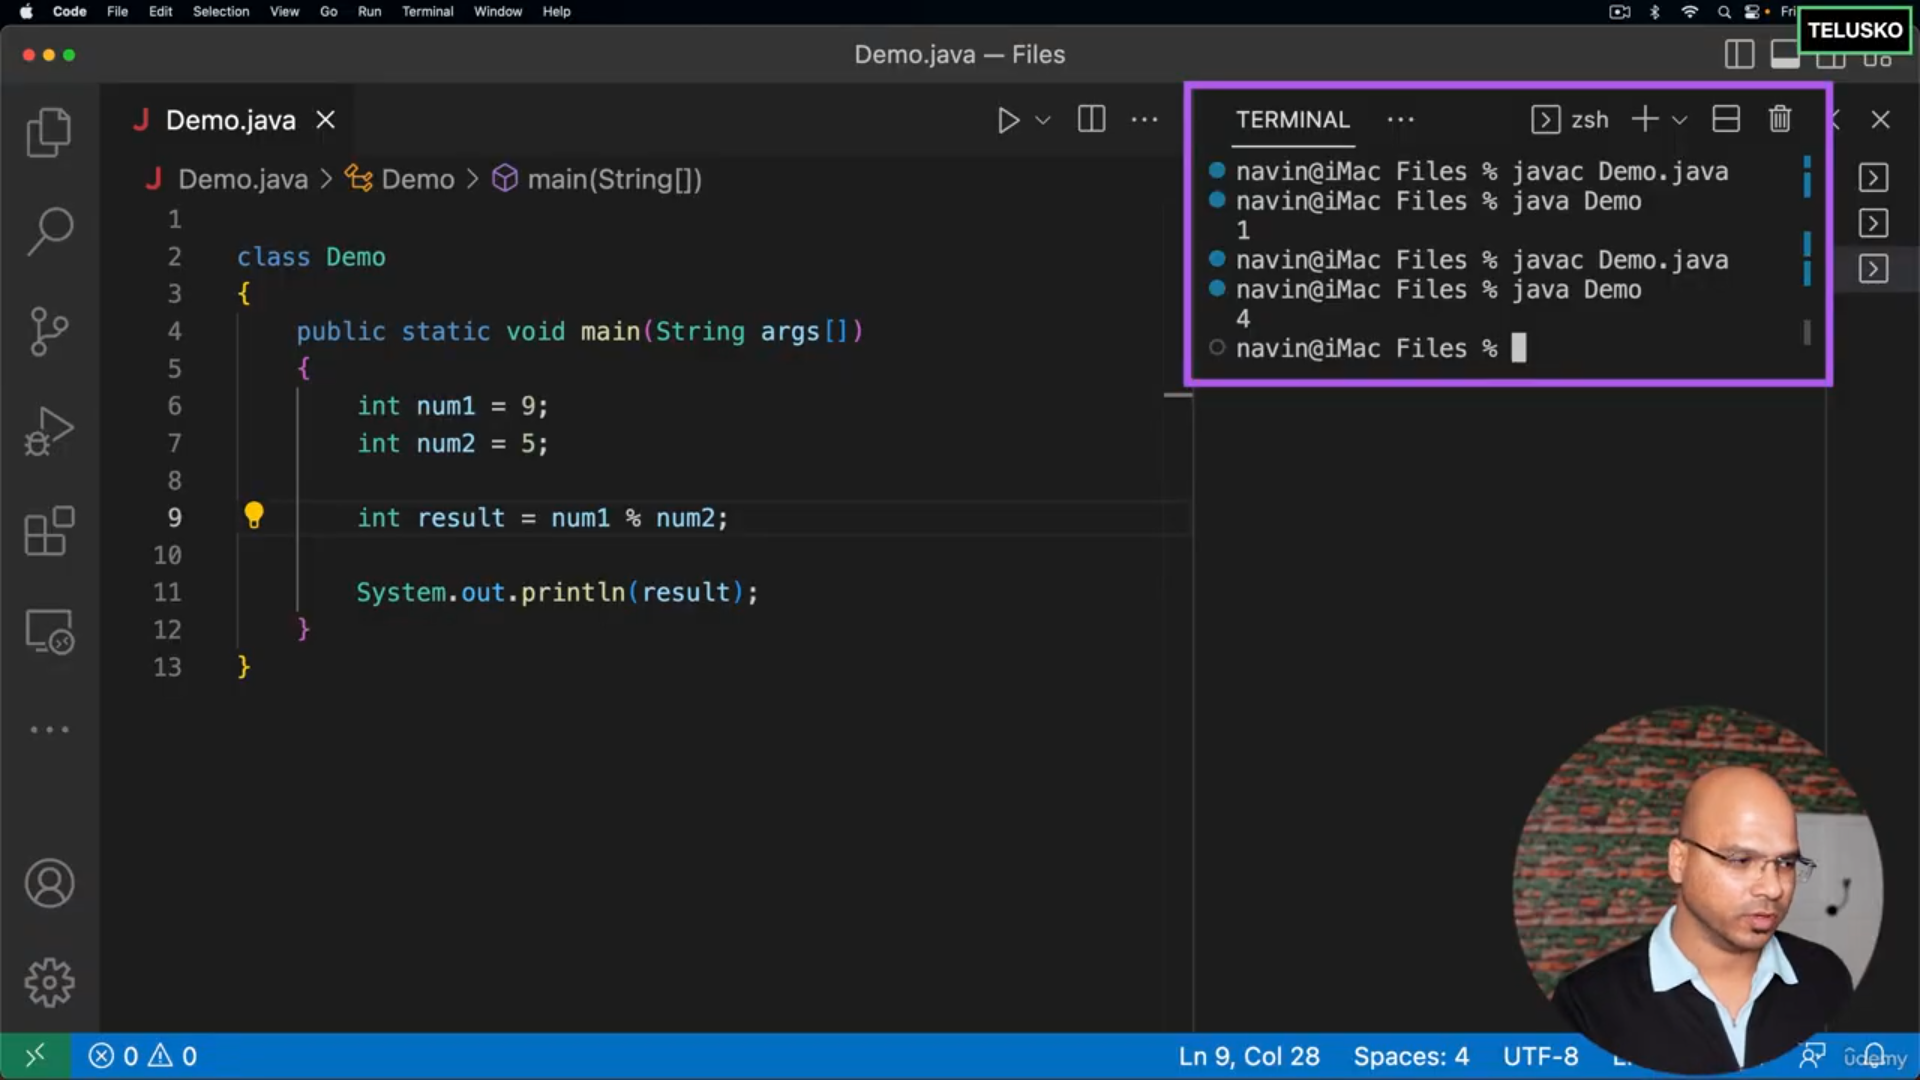 Code File Edit Selection View Go Run Terminal Window Help
TELUSKO
Demo.java — Files
Demo.java
Demo.java > Demo > main(String[])
1
2 class Demo
3 {
4 public static void main(String args[])
5 {
6 int num1 = 9;
7 int num2 = 5;
8
9 int result = num1 % num2;
10
11 System.out.println(result);
12 }
13 }
TERMINAL ... zsh
navin@iMac Files % javac Demo.java
navin@iMac Files % java Demo
1
navin@iMac Files % javac Demo.java
navin@iMac Files % java Demo
4
navin@iMac Files %
0 0 Ln 9, Col 28 Spaces: 4 UTF-8
udemy